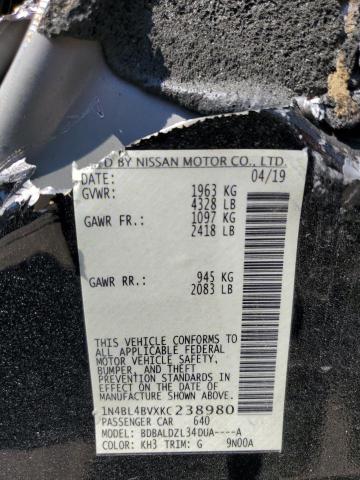 MFD BY NISSAN MOTOR CO., LTD.
DATE: 04/19
GVWR: 1963 KG
4328 LB
GAWR FR.: 1097 KG
2418 LB
GAWR RR.: 945 KG
2083 LB
THIS VEHICLE CONFORMS TO
ALL APPLICABLE FEDERAL
MOTOR VEHICLE SAFETY,
BUMPER, AND THEFT
PREVENTION STANDARDS
IN EFFECT ON THE DATE OF
MANUFACTURE SHOWN ABOVE.
1N4BL4BVXKC238980
PASSENGER CAR 640
MODEL: BDBALDZL34DUA----A
COLOR: KH3 TRIM: G 9N00A